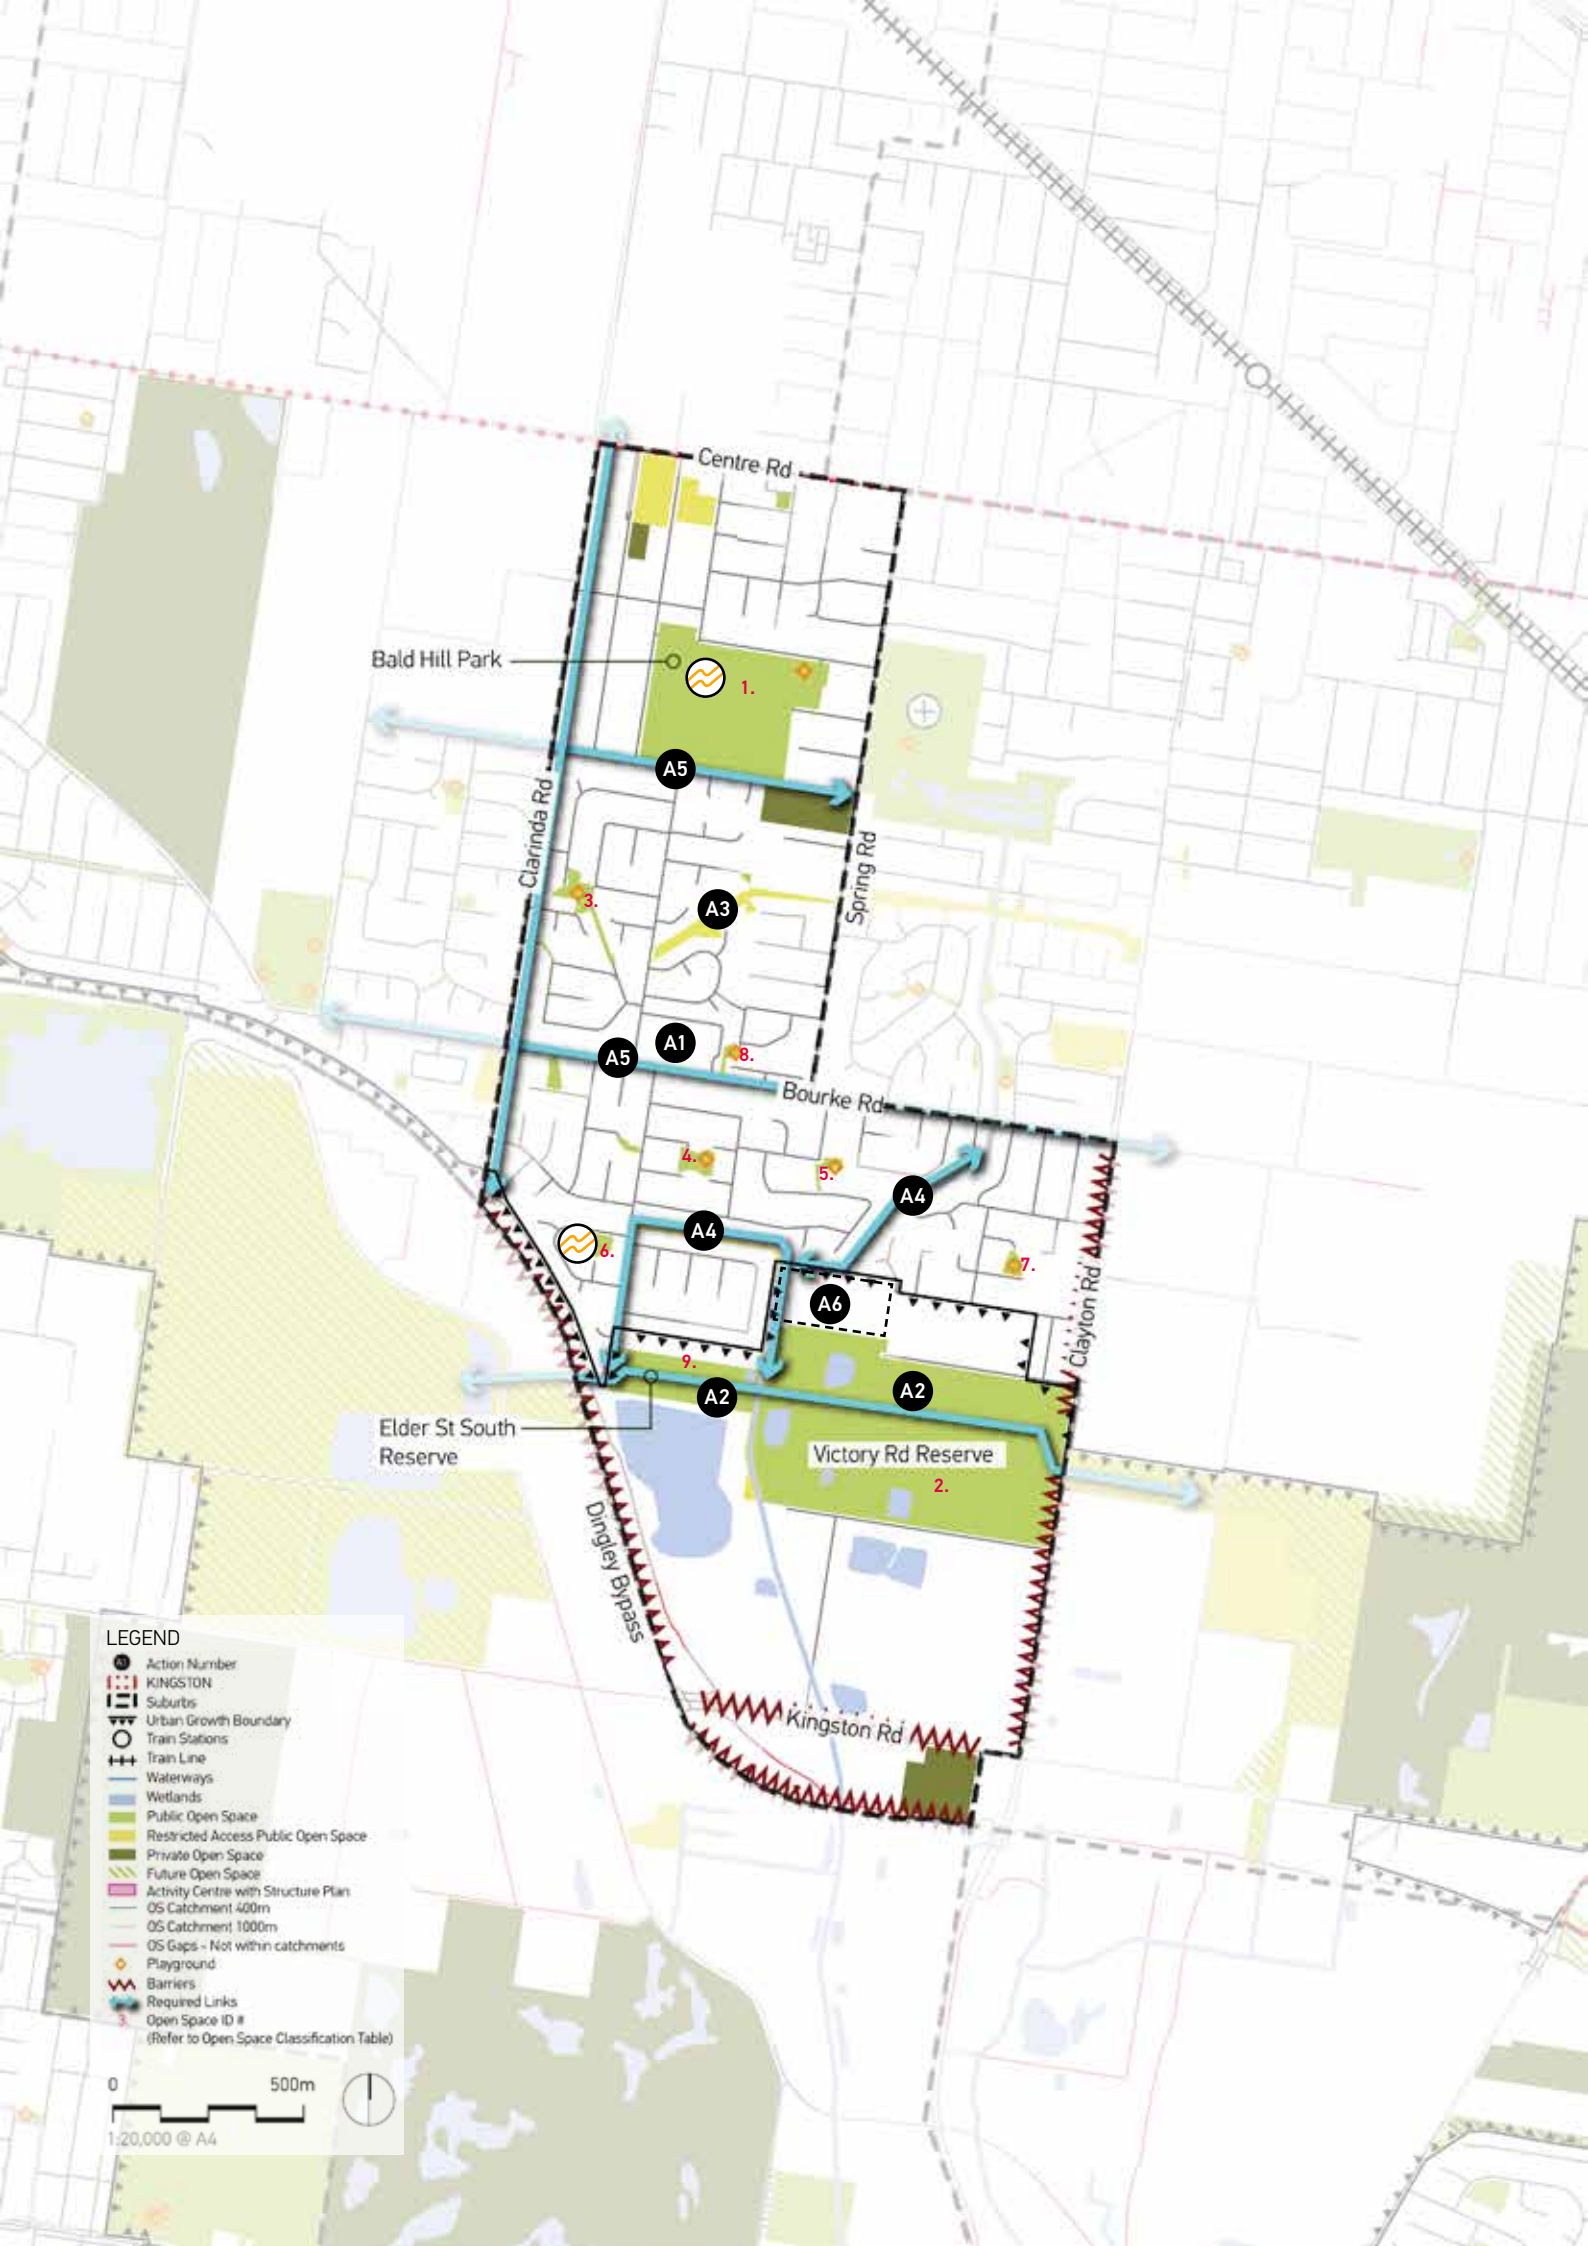 Centre Rd
Bald Hill Park
1.
A5
Clarinda Rd
Spring Rd
3.
A3
A1
A5
8.
Bourke Rd
4.
5.
A4
A4
6.
7.
A6
Clayton Rd
9.
A2
A2
Elder St South
Reserve
Victory Rd Reserve
2.
Dingley Bypass
Kingston Rd
LEGEND
Action Number
KINGSTON
Suburbs
Urban Growth Boundary
Train Stations
Train Line
Waterways
Wetlands
Public Open Space
Restricted Access Public Open Space
Private Open Space
Future Open Space
Activity Centre with Structure Plan
OS Catchment 400m
OS Catchment 1000m
OS Gaps - Not within catchments
Playground
Barriers
Required Links
3. Open Space ID #
(Refer to Open Space Classification Table)
0 500m
1:20,000 @ A4